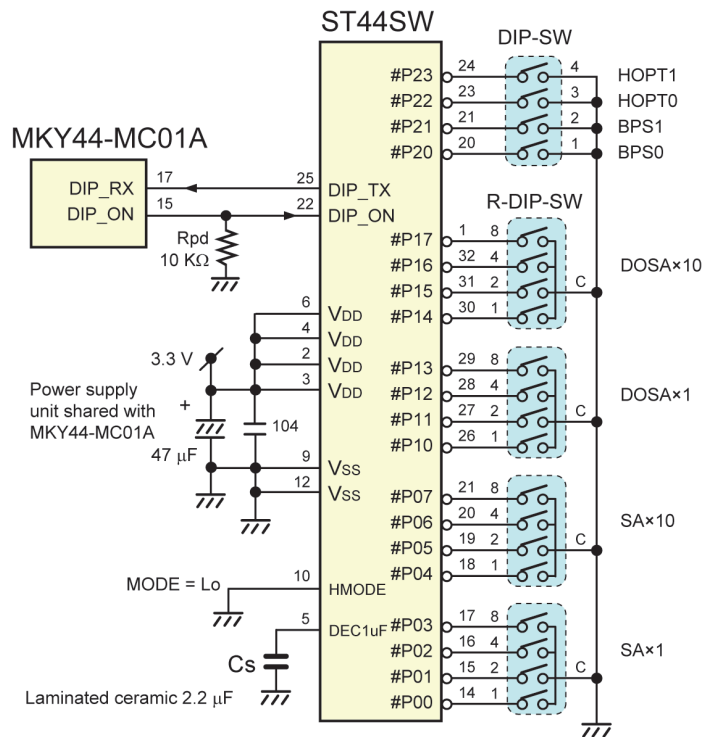 ST44SW
DIP-SW
#P23 24 4 HOPT1
#P22 23 3 HOPT0
#P21 21 2 BPS1
#P20 20 1 BPS0
MKY44-MC01A
DIP_RX 17 25 DIP_TX
DIP_ON 15 22 DIP_ON
Rpd
10 KΩ
R-DIP-SW
#P17 1 8
#P16 32 4
#P15 31 2 C DOSA×10
#P14 30 1
6 VDD
4 VDD
2 VDD
3 VDD
3.3 V
Power supply
unit shared with
MKY44-MC01A
+
47 µF
104
#P13 29 8
#P12 28 4 DOSA×1
#P11 27 2 C
#P10 26 1
9 VSS
12 VSS
#P07 21 8
#P06 20 4 SA×10
#P05 19 2 C
#P04 18 1
MODE = Lo
10 HMODE
5 DEC1uF
Cs
Laminated ceramic 2.2 µF
#P03 17 8
#P02 16 4 SA×1
#P01 15 2 C
#P00 14 1